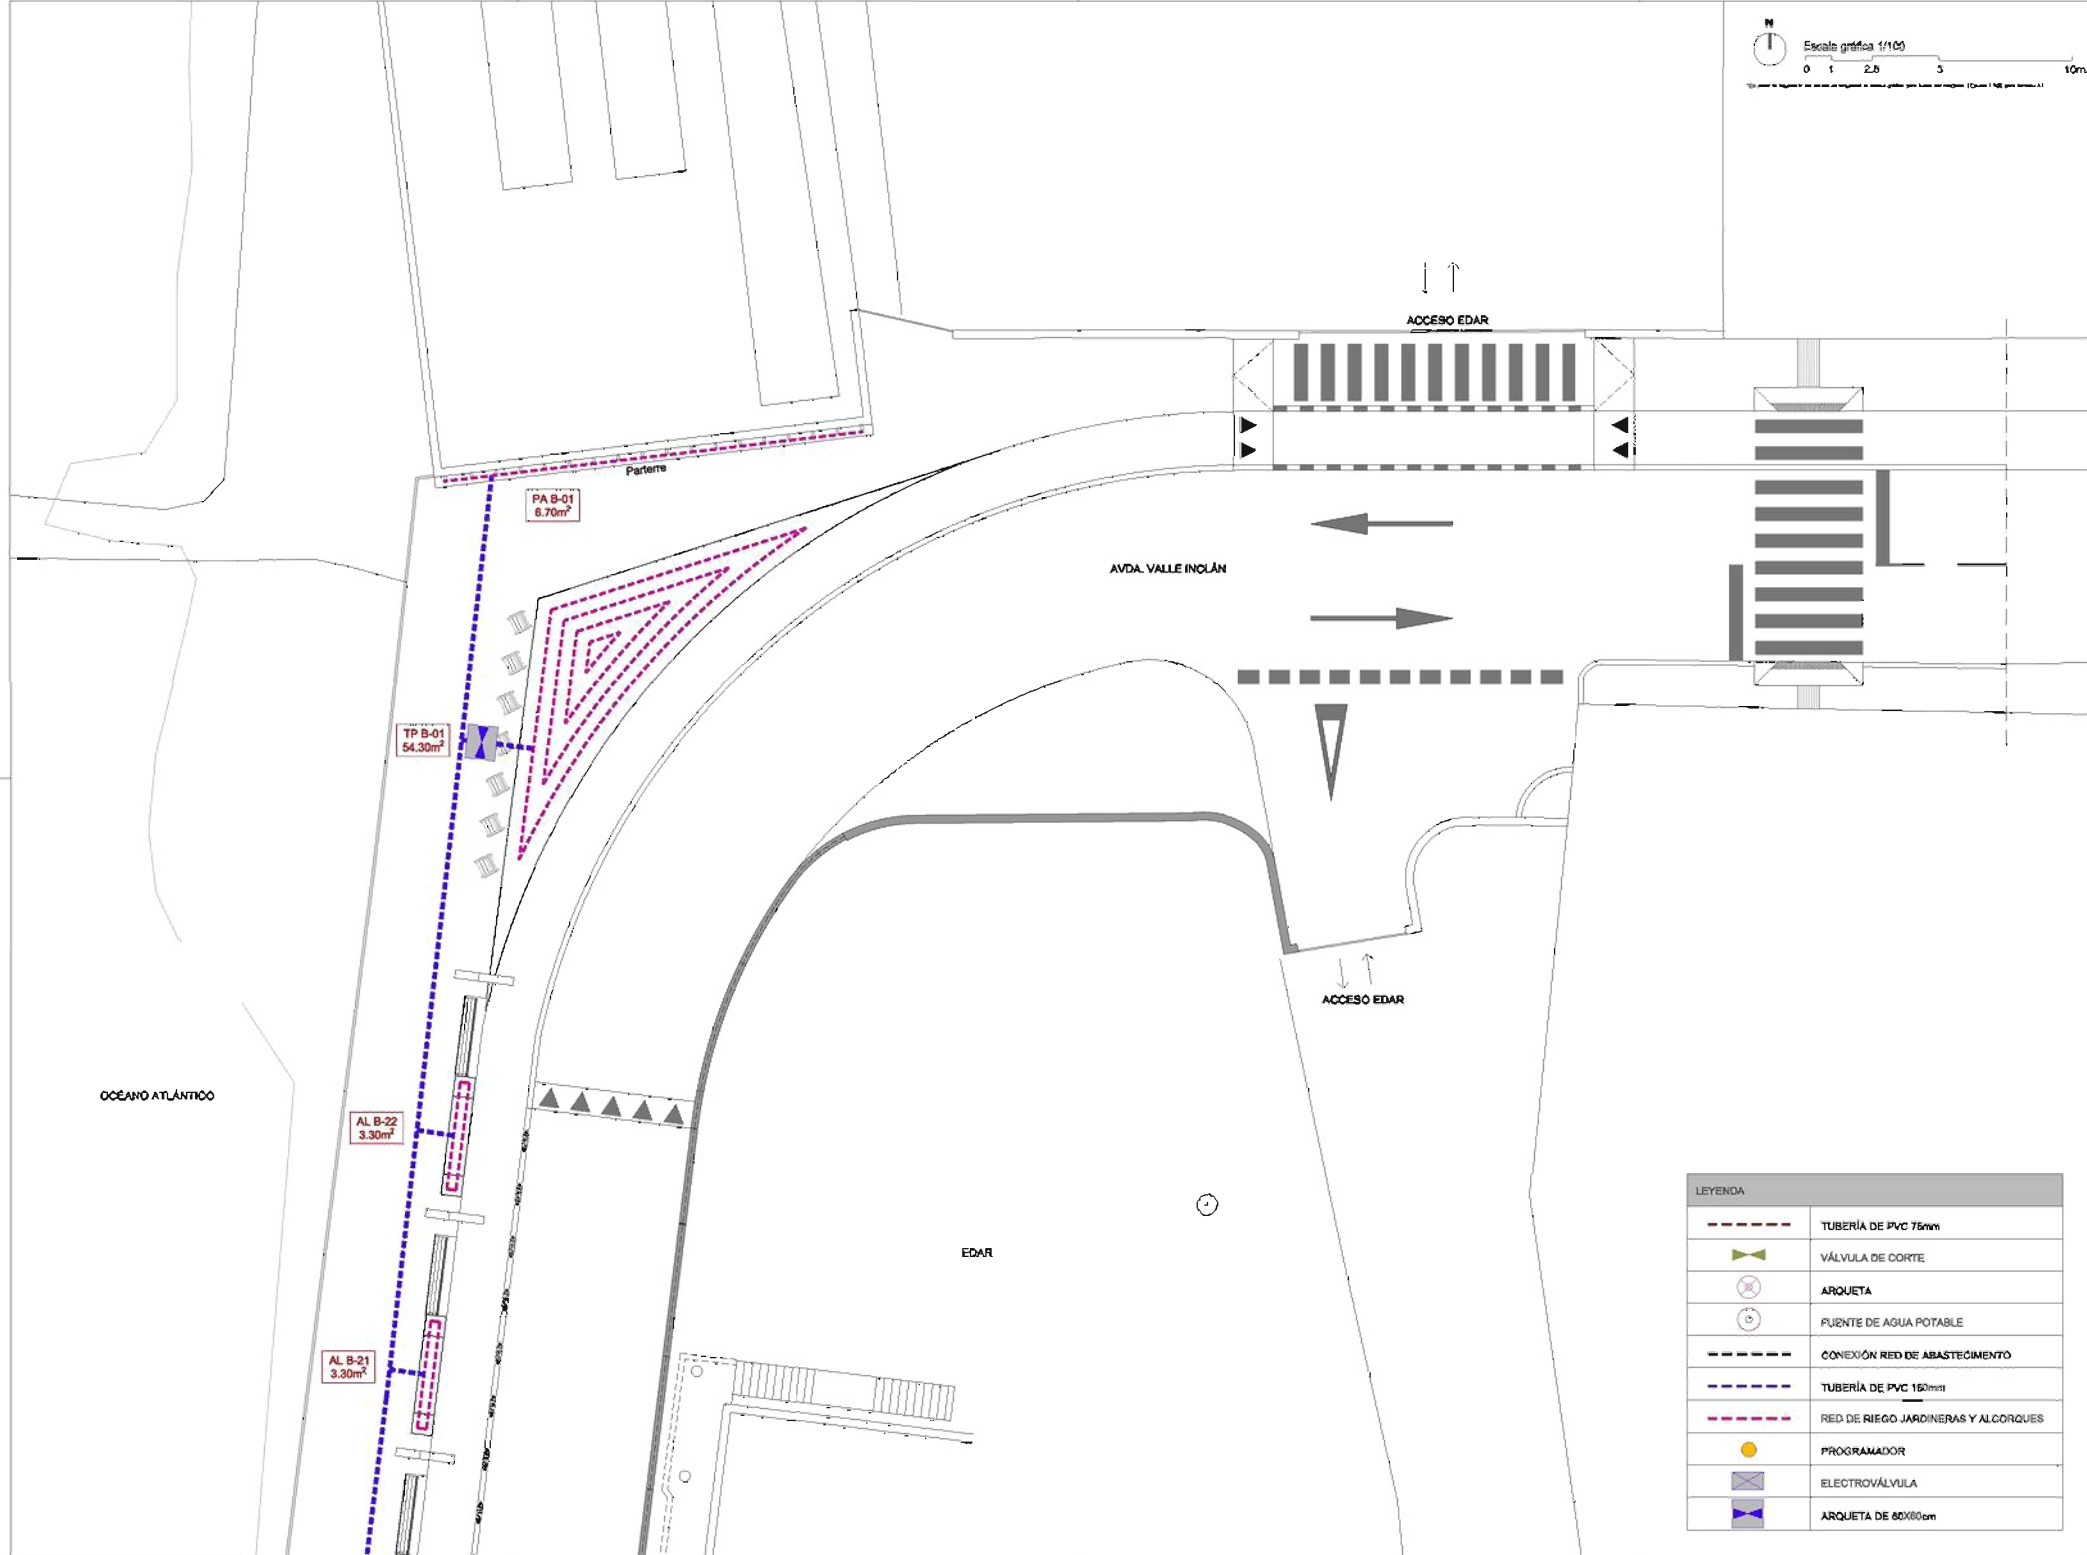 N
Escala gráfica 1/100
0 1 2.5 5 10m.
ACCESO EDAR
Parterre
PA B-01
6.70m²
AVDA. VALLE INCLÁN
TP B-01
54.30m²
ACCESO EDAR
OCÉANO ATLÁNTICO
AL B-22
3.30m²
EDAR
AL B-21
3.30m²
LEYENDA
TUBERÍA DE PVC 75mm
VÁLVULA DE CORTE
ARQUETA
FUENTE DE AGUA POTABLE
CONEXIÓN RED DE ABASTECIMENTO
TUBERÍA DE PVC 160mm
RED DE RIEGO JARDINERAS Y ALCORQUES
PROGRAMADOR
ELECTROVÁLVULA
ARQUETA DE 60X60cm